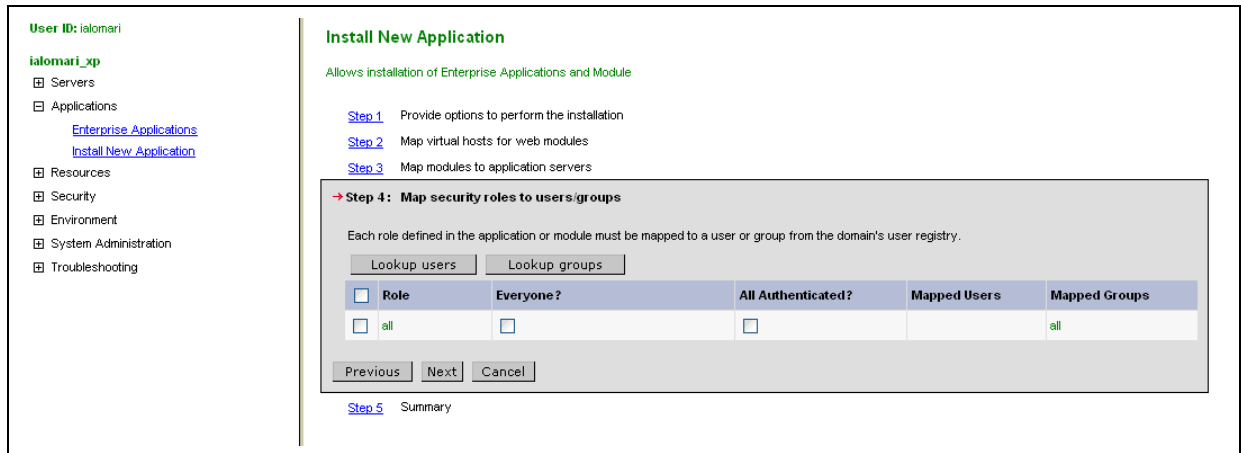 User ID: ialomari
ialomari_xp
Servers
Applications
Enterprise Applications
Install New Application
Resources
Security
Environment
System Administration
Troubleshooting
Install New Application
Allows installation of Enterprise Applications and Module
Step 1 Provide options to perform the installation
Step 2 Map virtual hosts for web modules
Step 3 Map modules to application servers
Step 4: Map security roles to users/groups
Each role defined in the application or module must be mapped to a user or group from the domain's user registry.
Lookup users Lookup groups
Role Everyone? All Authenticated? Mapped Users Mapped Groups
all all
Previous Next Cancel
Step 5 Summary